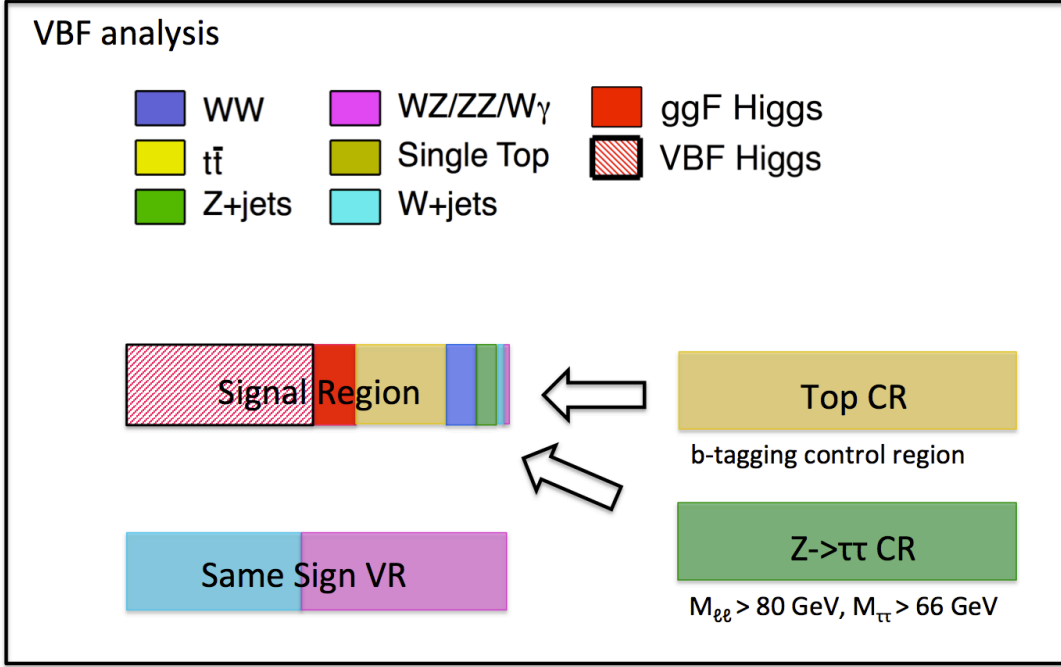 VBF analysis
WW
WZ/ZZ/Wγ
ggF Higgs
tt̄
Single Top
VBF Higgs
Z+jets
W+jets
Signal Region
Top CR
b-tagging control region
Same Sign VR
Z->ττ CR
Mℓℓ > 80 GeV, Mττ > 66 GeV